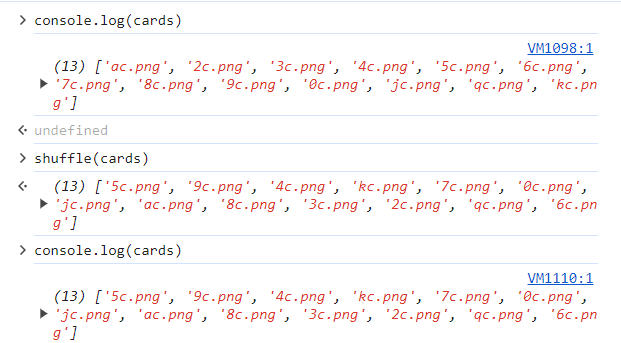 console.log(cards)
VM1098:1
(13) ['ac.png', '2c.png', '3c.png', '4c.png', '5c.png', '6c.png',
'7c.png', '8c.png', '9c.png', '0c.png', 'jc.png', 'qc.png', 'kc.pn
g']
undefined
shuffle(cards)
(13) ['5c.png', '9c.png', '4c.png', 'kc.png', '7c.png', '0c.png',
'jc.png', 'ac.png', '8c.png', '3c.png', '2c.png', 'qc.png', '6c.pn
g']
console.log(cards)
VM1110:1
(13) ['5c.png', '9c.png', '4c.png', 'kc.png', '7c.png', '0c.png',
'jc.png', 'ac.png', '8c.png', '3c.png', '2c.png', 'qc.png', '6c.pn
g']